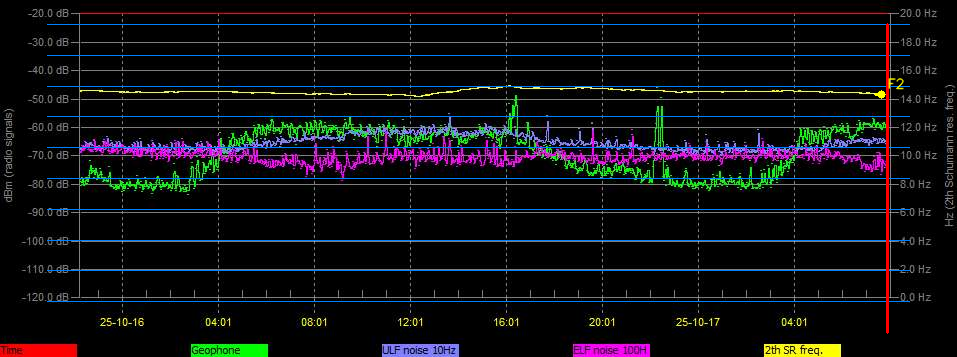 -20.0 dB 20.0 Hz
-30.0 dB 18.0 Hz
-40.0 dB 16.0 Hz
F2
-50.0 dB 14.0 Hz
-60.0 dB 12.0 Hz
-70.0 dB 10.0 Hz
-80.0 dB 8.0 Hz
-90.0 dB 6.0 Hz
-100.0 dB 4.0 Hz
-110.0 dB 2.0 Hz
-120.0 dB 0.0 Hz
dBm (radio signals)
Hz (2th Schumann res. freq.)
25-10-16 04:01 08:01 12:01 16:01 20:01 25-10-17 04:01
Time Geophone ULF noise 10Hz ELF noise 100H 2th SR freq.